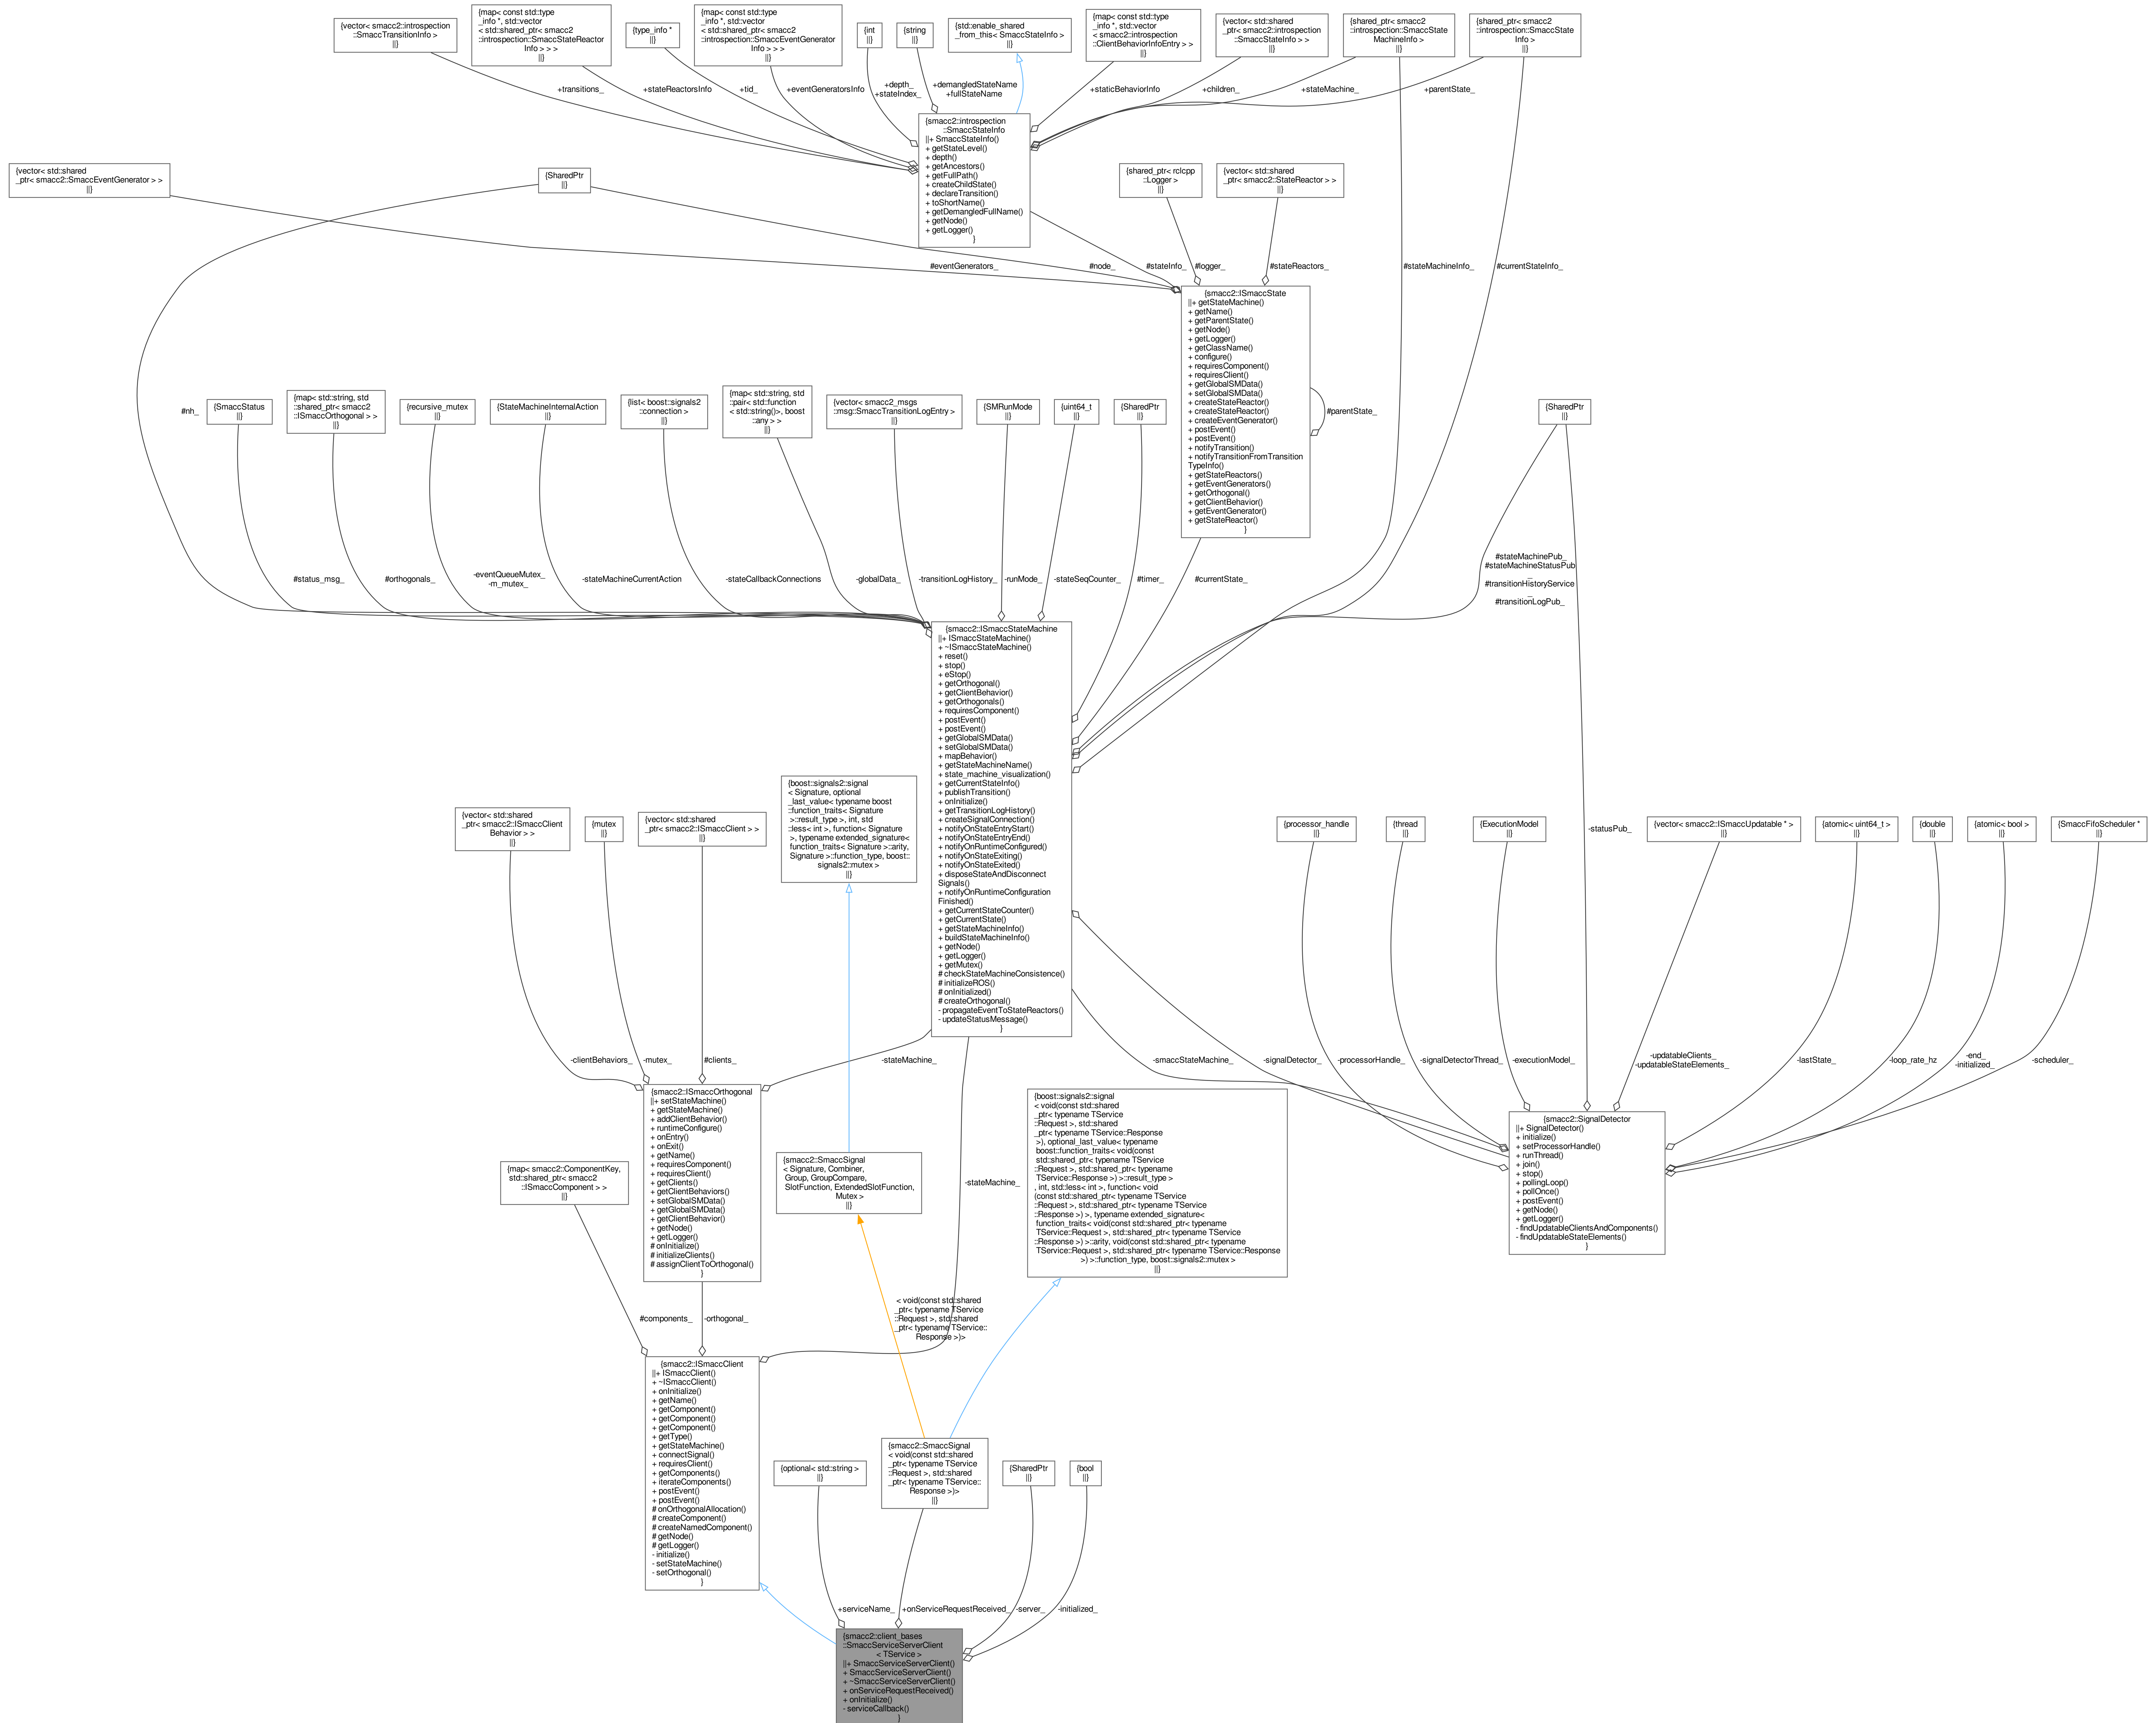 {vector< smacc2::introspection
::SmaccTransitionInfo >
||}
{map< const std::type
_info *, std::vector
< std::shared_ptr< smacc2
::introspection::SmaccStateReactor
Info > > >
||}
{type_info *
||}
{map< const std::type
_info *, std::vector
< std::shared_ptr< smacc2
::introspection::SmaccEventGenerator
Info > > >
||}
{int
||}
{string
||}
{std::enable_shared
_from_this< SmaccStateInfo >
||}
{map< const std::type
_info *, std::vector
< smacc2::introspection
::ClientBehaviorInfoEntry > >
||}
{vector< std::shared
_ptr< smacc2::introspection
::SmaccStateInfo > >
||}
{shared_ptr< smacc2
::introspection::SmaccState
MachineInfo >
||}
{shared_ptr< smacc2
::introspection::SmaccState
Info >
||}
+transitions_
+stateReactorsInfo
+tid_
+eventGeneratorsInfo
+depth_
+stateIndex_
+demangledStateName
+fullStateName
+staticBehaviorInfo
+children_
+stateMachine_
+parentState_
{smacc2::introspection
::SmaccStateInfo
||+ SmaccStateInfo()
+ getStateLevel()
+ depth()
+ getAncestors()
+ getFullPath()
+ createChildState()
+ declareTransition()
+ toShortName()
+ getDemangledFullName()
+ getNode()
+ getLogger()
}
{vector< std::shared
_ptr< smacc2::SmaccEventGenerator > >
||}
{SharedPtr
||}
{shared_ptr< rclcpp
::Logger >
||}
{vector< std::shared
_ptr< smacc2::StateReactor > >
||}
#eventGenerators_
#node_
#stateInfo_
#logger_
#stateReactors_
#stateMachineInfo_
#currentStateInfo_
{smacc2::ISmaccState
||+ getStateMachine()
+ getName()
+ getParentState()
+ getNode()
+ getLogger()
+ getClassName()
+ configure()
+ requiresComponent()
+ requiresClient()
+ getGlobalSMData()
+ setGlobalSMData()
+ createStateReactor()
+ createStateReactor()
+ createEventGenerator()
+ postEvent()
+ postEvent()
+ notifyTransition()
+ notifyTransitionFromTransition
TypeInfo()
+ getStateReactors()
+ getEventGenerators()
+ getOrthogonal()
+ getClientBehavior()
+ getEventGenerator()
+ getStateReactor()
}
#parentState_
#nh_
{SmaccStatus
||}
{map< std::string, std
::shared_ptr< smacc2
::ISmaccOrthogonal > >
||}
{recursive_mutex
||}
{StateMachineInternalAction
||}
{list< boost::signals2
::connection >
||}
{map< std::string, std
::pair< std::function
< std::string()>, boost
::any > >
||}
{vector< smacc2_msgs
::msg::SmaccTransitionLogEntry >
||}
{SMRunMode
||}
{uint64_t
||}
{SharedPtr
||}
{SharedPtr
||}
#status_msg_
#orthogonals_
-eventQueueMutex_
-m_mutex_
-stateMachineCurrentAction
-stateCallbackConnections
-globalData_
-transitionLogHistory_
-runMode_
-stateSeqCounter_
#timer_
#currentState_
#stateMachinePub_
#stateMachineStatusPub
_
#transitionHistoryService
_
#transitionLogPub_
{smacc2::ISmaccStateMachine
||+ ISmaccStateMachine()
+ ~ISmaccStateMachine()
+ reset()
+ stop()
+ eStop()
+ getOrthogonal()
+ getClientBehavior()
+ getOrthogonals()
+ requiresComponent()
+ postEvent()
+ postEvent()
+ getGlobalSMData()
+ setGlobalSMData()
+ mapBehavior()
+ getStateMachineName()
+ state_machine_visualization()
+ getCurrentStateInfo()
+ publishTransition()
+ onInitialize()
+ getTransitionLogHistory()
+ createSignalConnection()
+ notifyOnStateEntryStart()
+ notifyOnStateEntryEnd()
+ notifyOnRuntimeConfigured()
+ notifyOnStateExiting()
+ notifyOnStateExited()
+ disposeStateAndDisconnect
Signals()
+ notifyOnRuntimeConfiguration
Finished()
+ getCurrentStateCounter()
+ getCurrentState()
+ getStateMachineInfo()
+ buildStateMachineInfo()
+ getNode()
+ getLogger()
+ getMutex()
# checkStateMachineConsistence()
# initializeROS()
# onInitialized()
# createOrthogonal()
- propagateEventToStateReactors()
- updateStatusMessage()
}
{boost::signals2::signal
< Signature, optional
_last_value< typename boost
::function_traits< Signature
>::result_type >, int, std
::less< int >, function< Signature
>, typename extended_signature<
function_traits< Signature >::arity,
Signature >::function_type, boost::
signals2::mutex >
||}
{vector< std::shared
_ptr< smacc2::ISmaccClient
Behavior > >
||}
{mutex
||}
{vector< std::shared
_ptr< smacc2::ISmaccClient > >
||}
-statusPub_
{processor_handle
||}
{thread
||}
{ExecutionModel
||}
{vector< smacc2::ISmaccUpdatable * >
||}
{atomic< uint64_t >
||}
{double
||}
{atomic< bool >
||}
{SmaccFifoScheduler *
||}
-clientBehaviors_
-mutex_
#clients_
-stateMachine_
-smaccStateMachine_
-signalDetector_
-processorHandle_
-signalDetectorThread_
-executionModel_
-updatableClients_
-updatableStateElements_
-lastState_
-loop_rate_hz
-end_
-initialized_
-scheduler_
{smacc2::ISmaccOrthogonal
||+ setStateMachine()
+ getStateMachine()
+ addClientBehavior()
+ runtimeConfigure()
+ onEntry()
+ onExit()
+ getName()
+ requiresComponent()
+ requiresClient()
+ getClients()
+ getClientBehaviors()
+ setGlobalSMData()
+ getGlobalSMData()
+ getClientBehavior()
+ getNode()
+ getLogger()
# onInitialize()
# initializeClients()
# assignClientToOrthogonal()
}
{boost::signals2::signal
< void(const std::shared
_ptr< typename TService
::Request >, std::shared
_ptr< typename TService::Response
>), optional_last_value< typename
boost::function_traits< void(const
std::shared_ptr< typename TService
::Request >, std::shared_ptr< typename
TService::Response >) >::result_type >
, int, std::less< int >, function< void
(const std::shared_ptr< typename TService
::Request >, std::shared_ptr< typename TService
::Response >) >, typename extended_signature<
function_traits< void(const std::shared_ptr< typename
TService::Request >, std::shared_ptr< typename TService
::Response >) >::arity, void(const std::shared_ptr< typename
TService::Request >, std::shared_ptr< typename TService::Response
>) >::function_type, boost::signals2::mutex >
||}
{smacc2::SignalDetector
||+ SignalDetector()
+ initialize()
+ setProcessorHandle()
+ runThread()
+ join()
+ stop()
+ pollingLoop()
+ pollOnce()
+ postEvent()
+ getNode()
+ getLogger()
- findUpdatableClientsAndComponents()
- findUpdatableStateElements()
}
{map< smacc2::ComponentKey,
std::shared_ptr< smacc2
::ISmaccComponent > >
||}
{smacc2::SmaccSignal
< Signature, Combiner,
Group, GroupCompare,
SlotFunction, ExtendedSlotFunction,
Mutex >
||}
-stateMachine_
#components_
-orthogonal_
< void(const std::shared
_ptr< typename TService
::Request >, std::shared
_ptr< typename TService::
Response >)>
{smacc2::ISmaccClient
||+ ISmaccClient()
+ ~ISmaccClient()
+ onInitialize()
+ getName()
+ getComponent()
+ getComponent()
+ getComponent()
+ getType()
+ getStateMachine()
+ connectSignal()
+ requiresClient()
+ getComponents()
+ iterateComponents()
+ postEvent()
+ postEvent()
# onOrthogonalAllocation()
# createComponent()
# createNamedComponent()
# getNode()
# getLogger()
- initialize()
- setStateMachine()
- setOrthogonal()
}
{optional< std::string >
||}
{smacc2::SmaccSignal
< void(const std::shared
_ptr< typename TService
::Request >, std::shared
_ptr< typename TService::
Response >)>
||}
{SharedPtr
||}
{bool
||}
+serviceName_
+onServiceRequestReceived_
-server_
-initialized_
{smacc2::client_bases
::SmaccServiceServerClient
< TService >
||+ SmaccServiceServerClient()
+ SmaccServiceServerClient()
+ ~SmaccServiceServerClient()
+ onServiceRequestReceived()
+ onInitialize()
- serviceCallback()
}